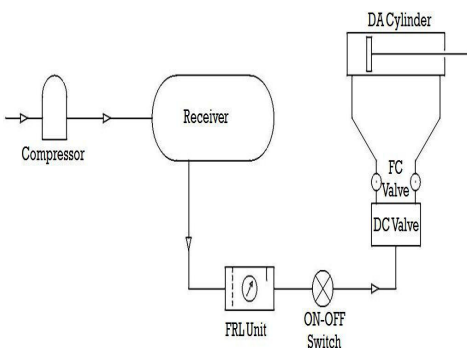 DA Cylinder
Receiver
Compressor
FC
Valve
DC Valve
FRL Unit
ON-OFF
Switch